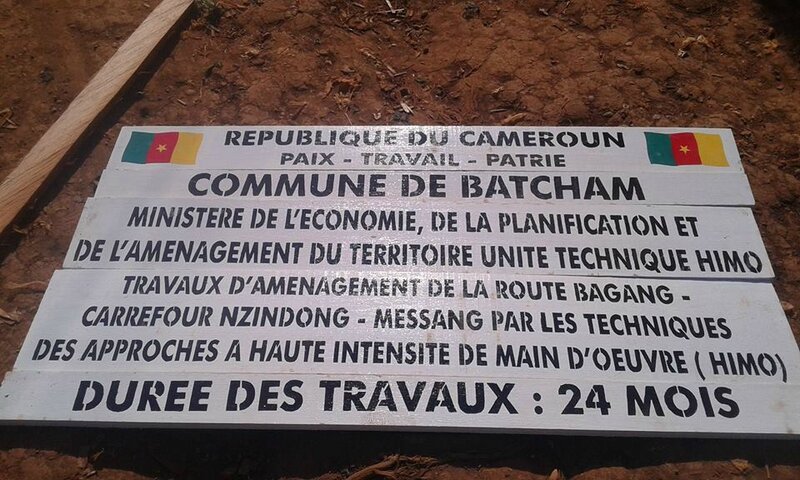 REPUBLIQUE DU CAMEROUN
PAIX - TRAVAIL - PATRIE
COMMUNE DE BATCHAM
MINISTERE DE L'ECONOMIE, DE LA PLANIFICATION ET
DE L'AMENAGEMENT DU TERRITOIRE UNITE TECHNIQUE HIMO
TRAVAUX D'AMENAGEMENT DE LA ROUTE BAGANG -
CARREFOUR NZINDONG - MESSANG PAR LES TECHNIQUES
DES APPROCHES A HAUTE INTENSITE DE MAIN D'OEUVRE ( HIMO)
DUREE DES TRAVAUX : 24 MOIS